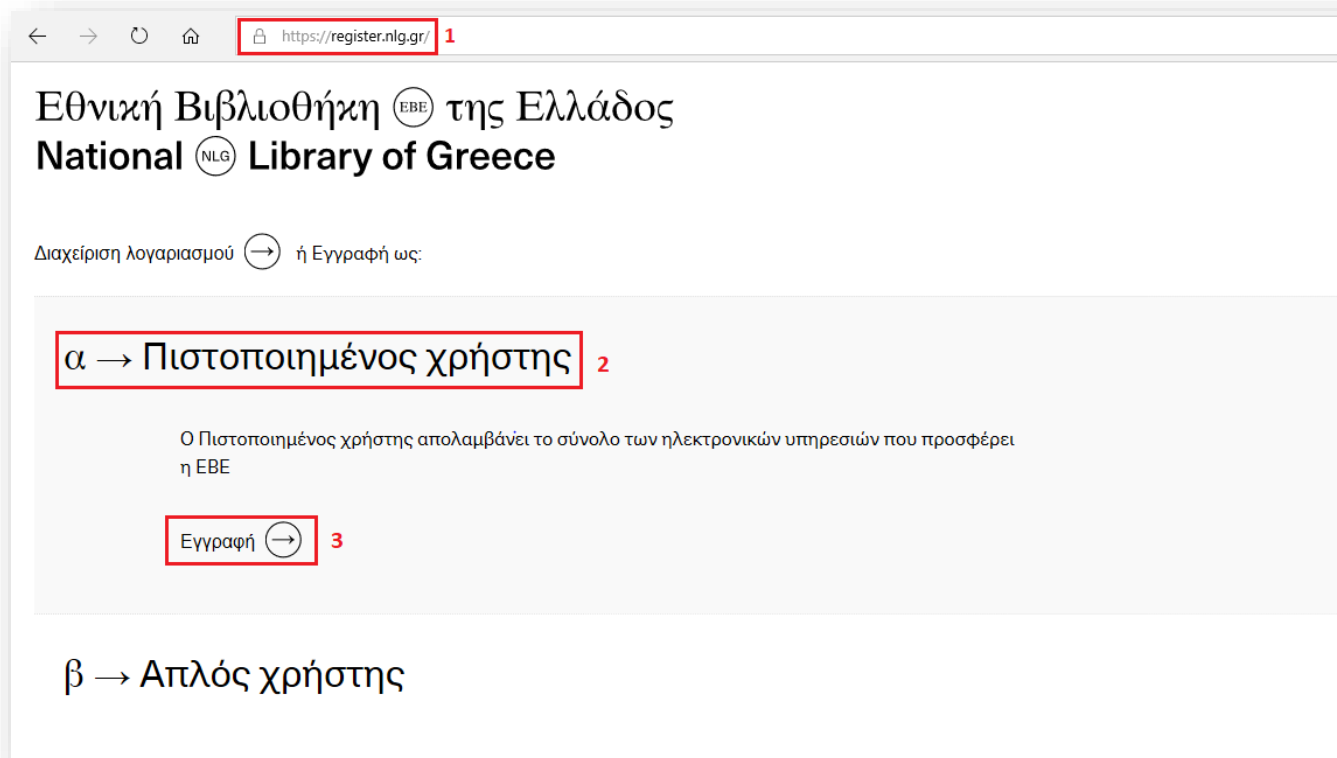 https://register.nlg.gr/ 1
Εθνική Βιβλιοθήκη ΕΒΕ της Ελλάδος
National NLG Library of Greece
Διαχείριση λογαριασμού → ή Εγγραφή ως:
α → Πιστοποιημένος χρήστης 2
Ο Πιστοποιημένος χρήστης απολαμβάνει το σύνολο των ηλεκτρονικών υπηρεσιών που προσφέρει
η ΕΒΕ
Εγγραφή → 3
β → Απλός χρήστης